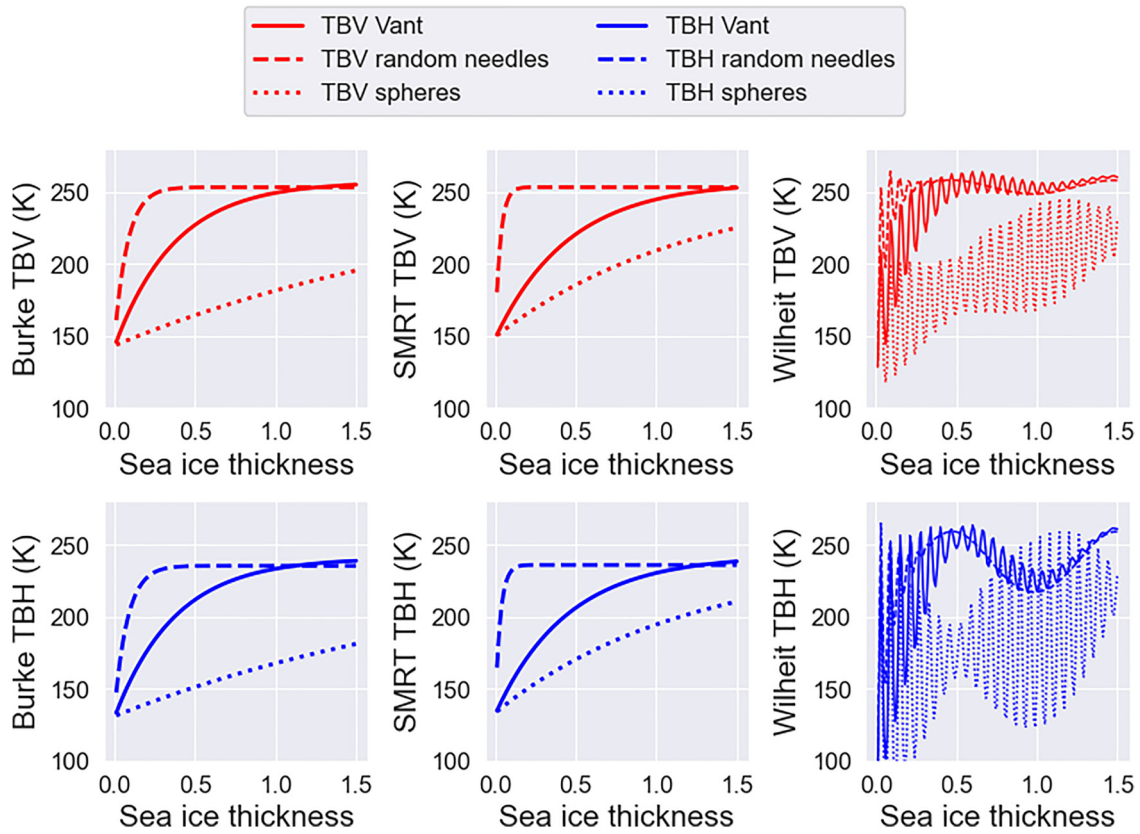 TBV Vant
TBH Vant
TBV random needles
TBH random needles
TBV spheres
TBH spheres
Burke TBV (K)
250
200
150
100
0.0 0.5 1.0 1.5
Sea ice thickness
SMRT TBV (K)
250
200
150
100
0.0 0.5 1.0 1.5
Sea ice thickness
Wilheit TBV (K)
250
200
150
100
0.0 0.5 1.0 1.5
Sea ice thickness
Burke TBH (K)
250
200
150
100
0.0 0.5 1.0 1.5
Sea ice thickness
SMRT TBH (K)
250
200
150
100
0.0 0.5 1.0 1.5
Sea ice thickness
Wilheit TBH (K)
250
200
150
100
0.0 0.5 1.0 1.5
Sea ice thickness